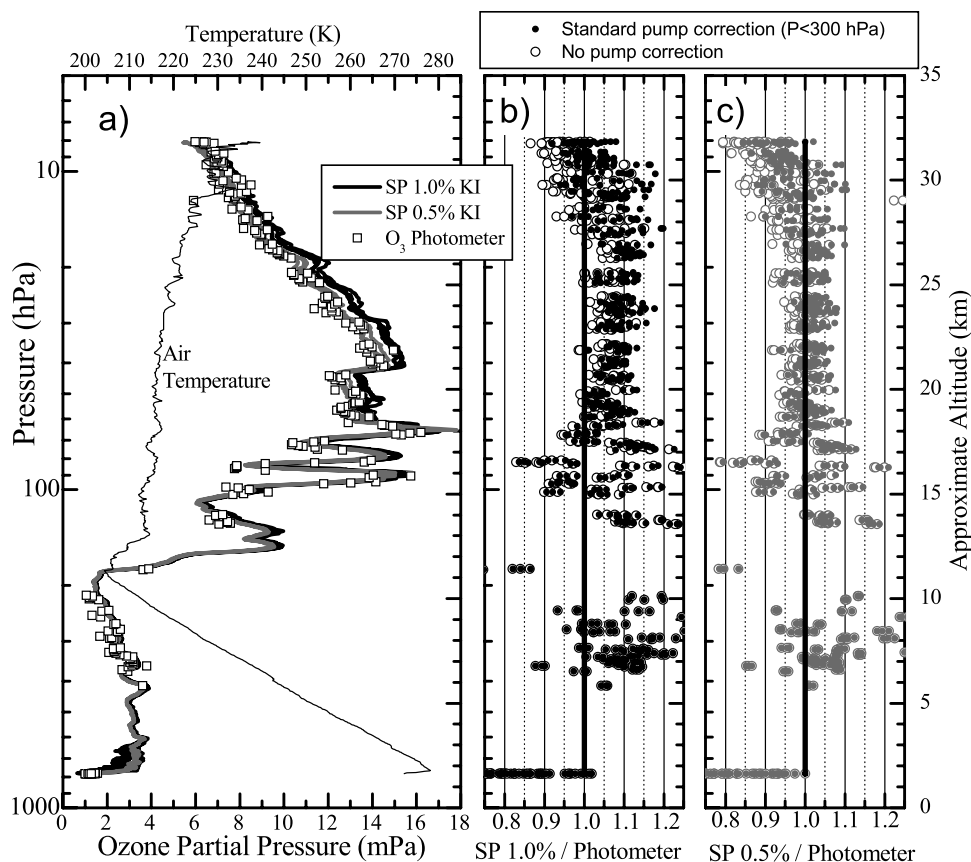 Temperature (K)
200 210 220 230 240 250 260 270 280
Standard pump correction (P<300 hPa)
No pump correction
a)
b)
c)
SP 1.0% KI
SP 0.5% KI
O3 Photometer
Air
Temperature
Pressure (hPa)
10
100
1000
35
30
25
20
15
10
5
0
Approximate Altitude (km)
0 2 4 6 8 10 12 14 16 18
Ozone Partial Pressure (mPa)
0.8 0.9 1.0 1.1 1.2
SP 1.0% / Photometer
0.8 0.9 1.0 1.1 1.2
SP 0.5% / Photometer